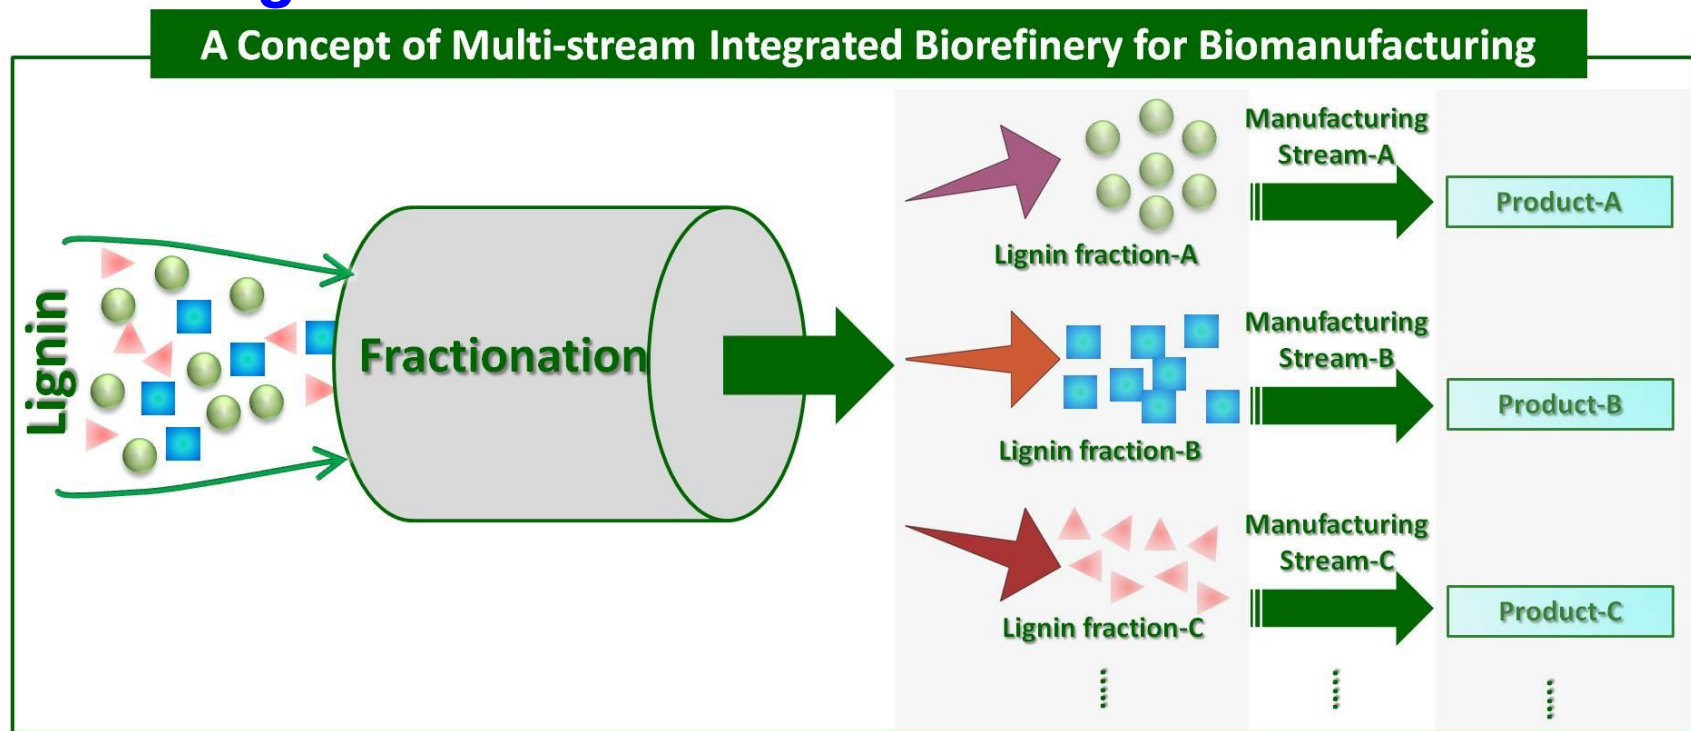 A Concept of Multi-stream Integrated Biorefinery for Biomanufacturing
Lignin
Fractionation
Lignin fraction-A
Manufacturing
Stream-A
Product-A
Lignin fraction-B
Manufacturing
Stream-B
Product-B
Lignin fraction-C
Manufacturing
Stream-C
Product-C